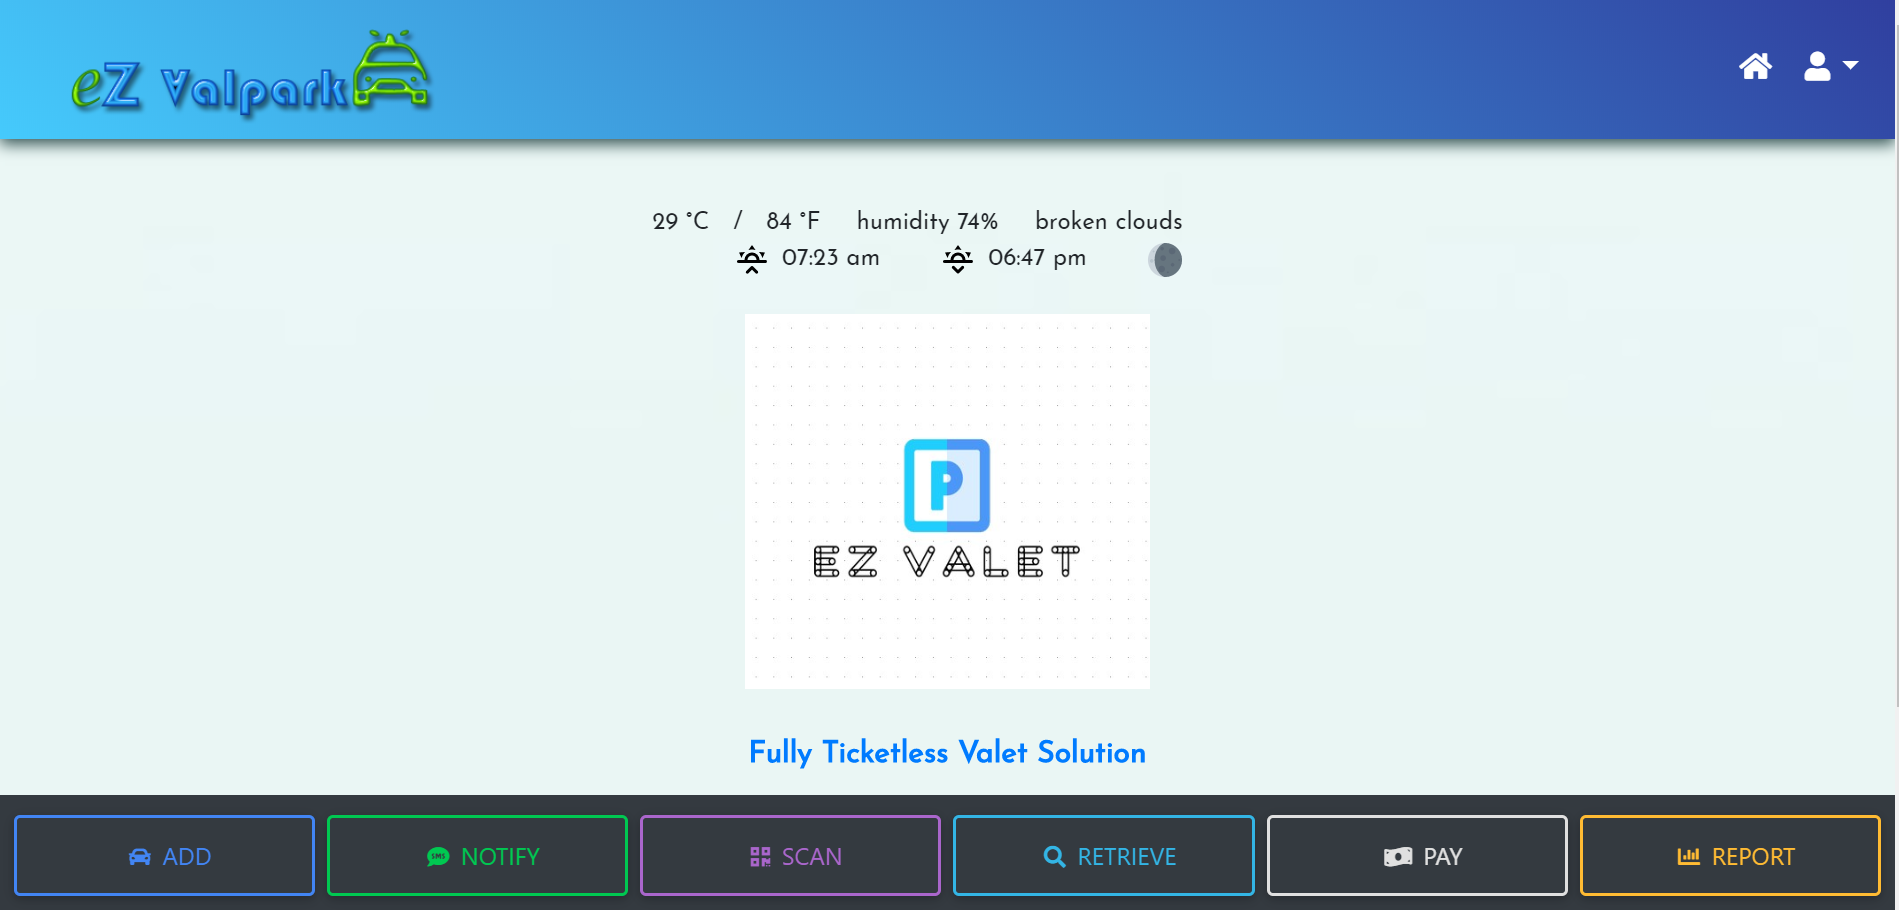 eZ Valpark
29 °C / 84 °F humidity 74% broken clouds
07:23 am 06:47 pm
P
EZ VALET
Fully Ticketless Valet Solution
ADD
SMS NOTIFY
SCAN
RETRIEVE
PAY
REPORT